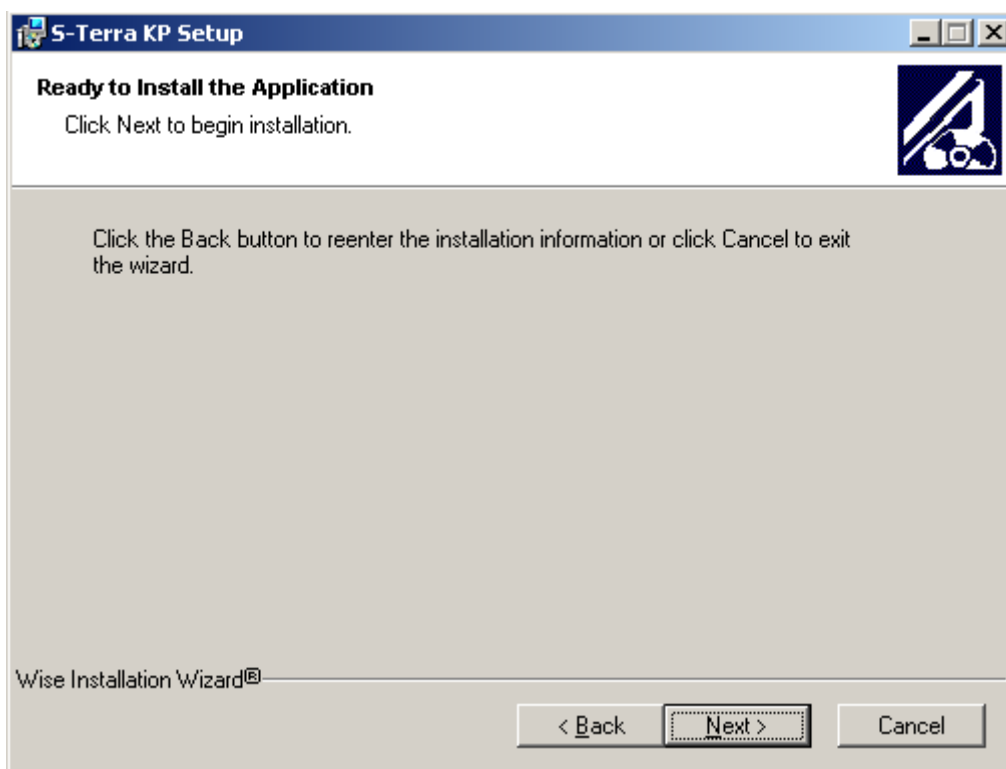 S-Terra KP Setup
Ready to Install the Application
Click Next to begin installation.
Click the Back button to reenter the installation information or click Cancel to exit
the wizard.
Wise Installation Wizard®
< Back Next > Cancel